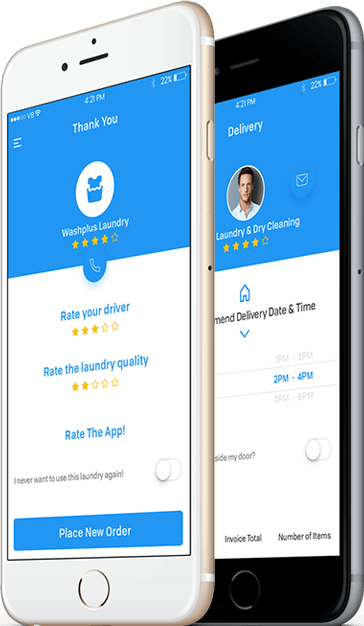 ●●●○○ VB
4:21 PM
22%
Thank You
Washplus Laundry
Rate your driver
Rate the laundry quality
Rate The App!
I never want to use this laundry again!
Place New Order
4:21 PM
22%
Delivery
Laundry & Dry Cleaning
mend Delivery Date & Time
1PM - 3PM
2PM - 4PM
3PM - 6PM
side my door?
Invoice Total
Number of Items